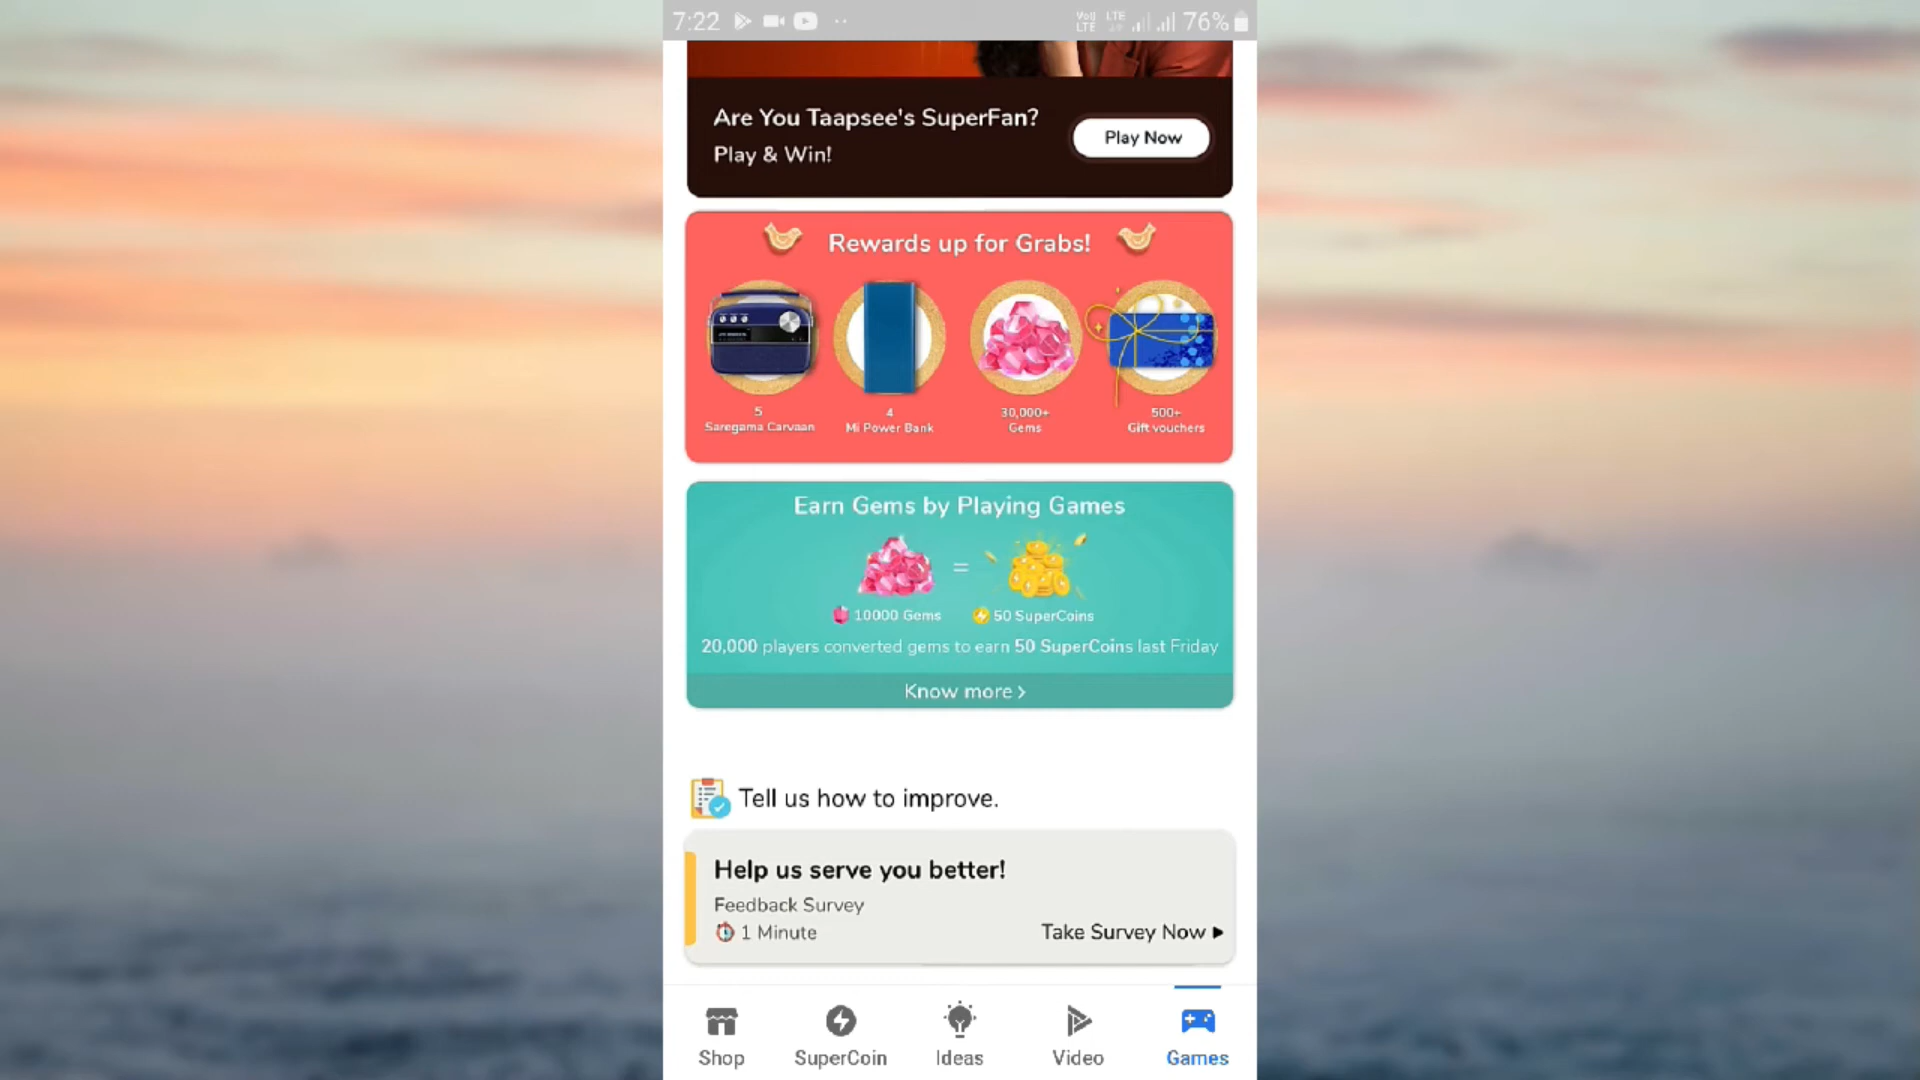 7:22
VoLTE LTE 76%
Are You Taapsee's SuperFan?
Play & Win!
Play Now
Rewards up for Grabs!
5
Saregama Carvaan
4
Mi Power Bank
30,000+
Gems
500+
Gift vouchers
Earn Gems by Playing Games
=
10000 Gems
50 SuperCoins
20,000 players converted gems to earn 50 SuperCoins last Friday
Know more >
Tell us how to improve.
Help us serve you better!
Feedback Survey
1 Minute
Take Survey Now ▶
Shop
SuperCoin
Ideas
Video
Games